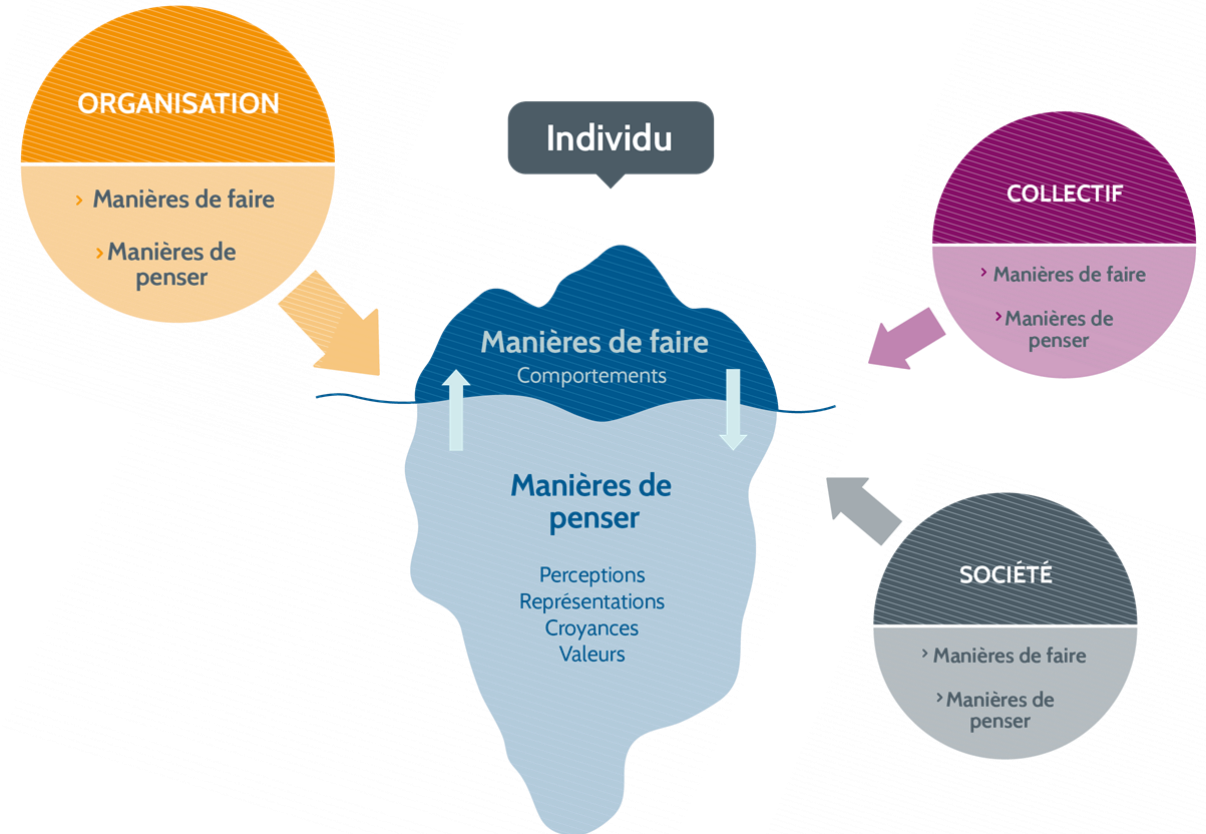 ORGANISATION
› Manières de faire
› Manières de
penser
Individu
Manières de faire
Comportements
Manières de
penser
Perceptions
Représentations
Croyances
Valeurs
COLLECTIF
› Manières de faire
› Manières de
penser
SOCIÉTÉ
› Manières de faire
› Manières de
penser